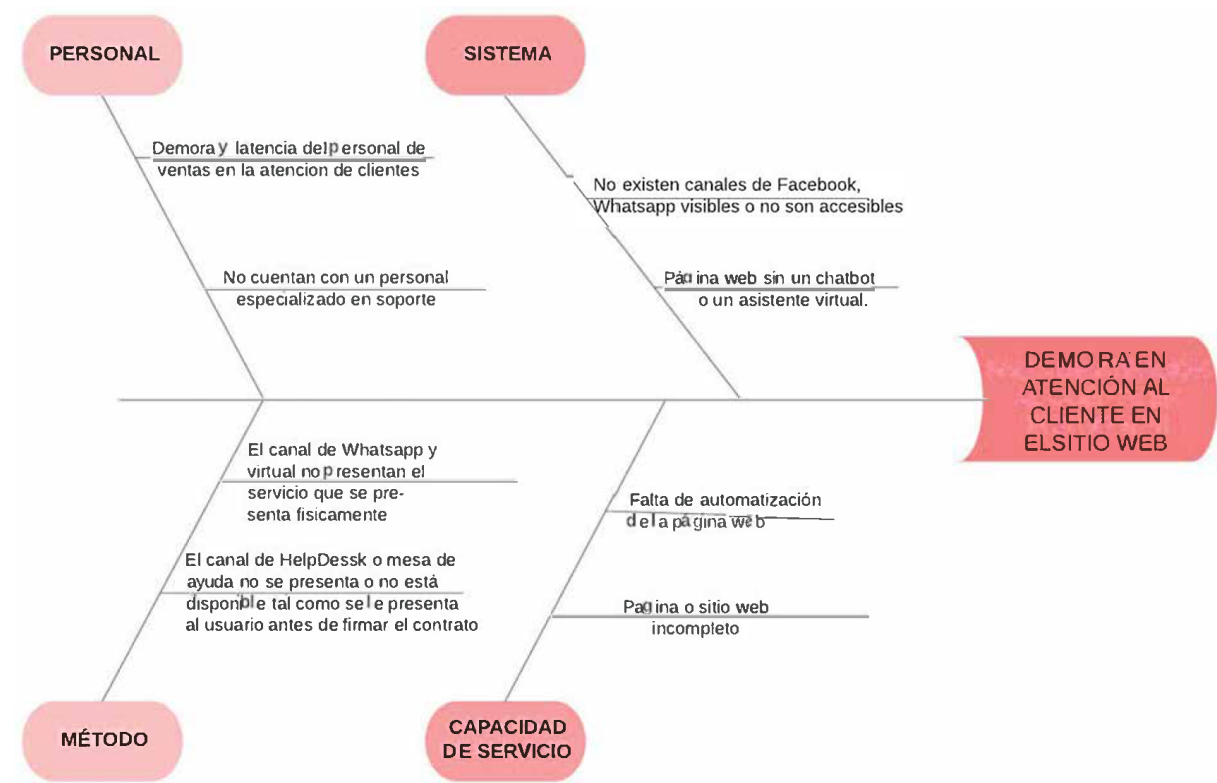 PERSONAL
SISTEMA
Demora y latencia del personal de
ventas en la atencion de clientes
No existen canales de Facebook,
Whatsapp visibles o no son accesibles
No cuentan con un personal
especializado en soporte
Página web sin un chatbot
o un asistente virtual.
DEMORA EN
ATENCIÓN AL
CLIENTE EN
ELSITIO WEB
El canal de Whatsapp y
virtual no presentan el
servicio que se pre-
senta fisicamente
Falta de automatización
de la página web
El canal de HelpDessk o mesa de
ayuda no se presenta o no está
disponible tal como se le presenta
al usuario antes de firmar el contrato
Pagina o sitio web
incompleto
MÉTODO
CAPACIDAD
DE SERVICIO